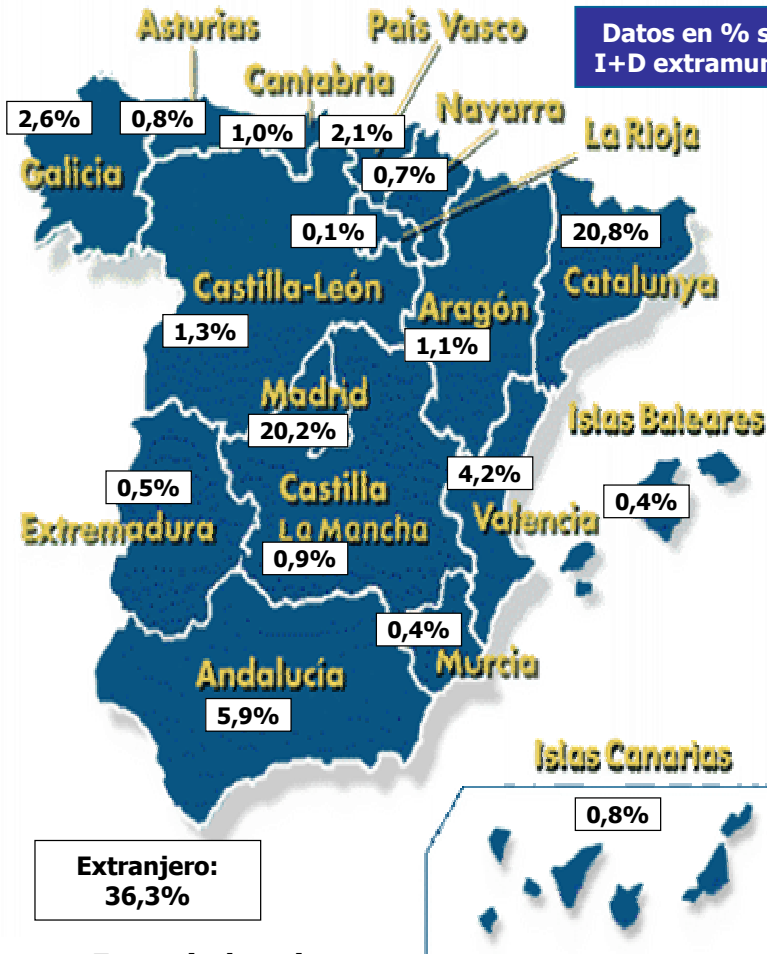 Asturias
País Vasco
Datos en % s
I+D extramur
Cantabria
Navarra
La Rioja
2,6%
0,8%
1,0%
2,1%
0,7%
Galicia
0,1%
20,8%
Castilla-León
Aragón
Catalunya
1,3%
1,1%
Madrid
20,2%
Islas Baleares
0,5%
Castilla
La Mancha
4,2%
Valencia
0,4%
Extremadura
0,9%
0,4%
Murcia
Andalucía
5,9%
Islas Canarias
0,8%
Extranjero:
36,3%